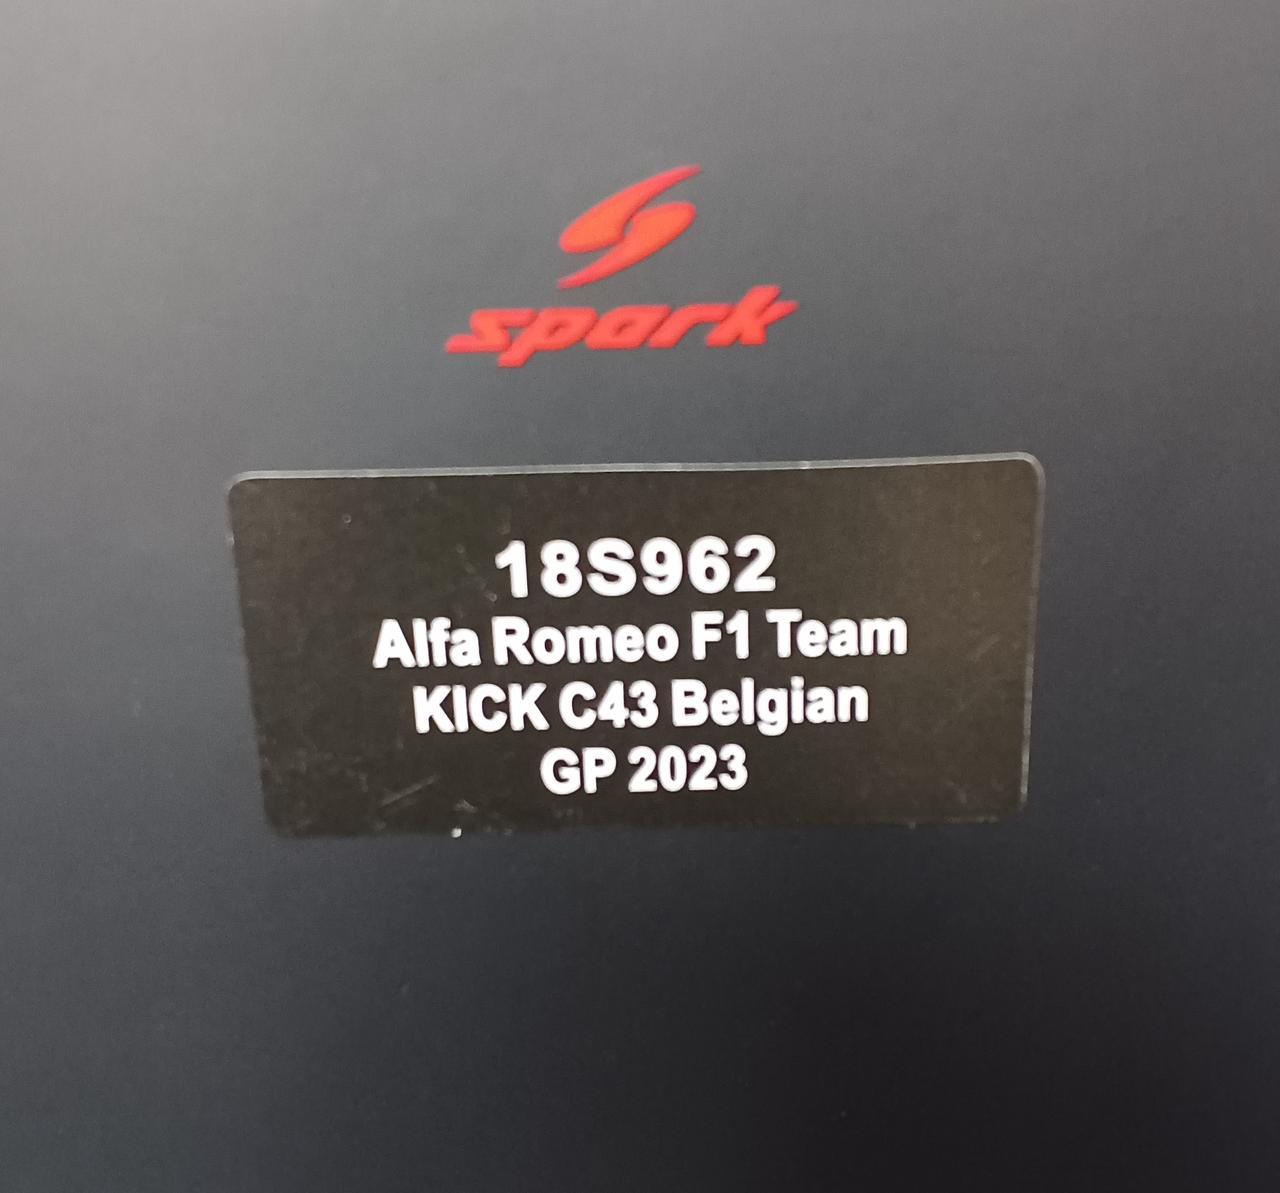 spark
18S962
Alfa Romeo F1 Team
KICK C43 Belgian
GP 2023